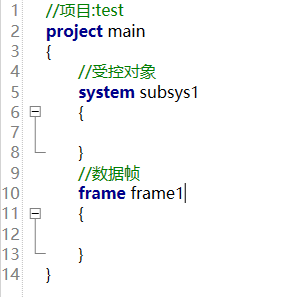 1 //项目:test
2 project main
3 {
4 //受控对象
5 system subsys1
6 {
7
8 }
9 //数据帧
10 frame frame1
11 {
12
13 }
14 }